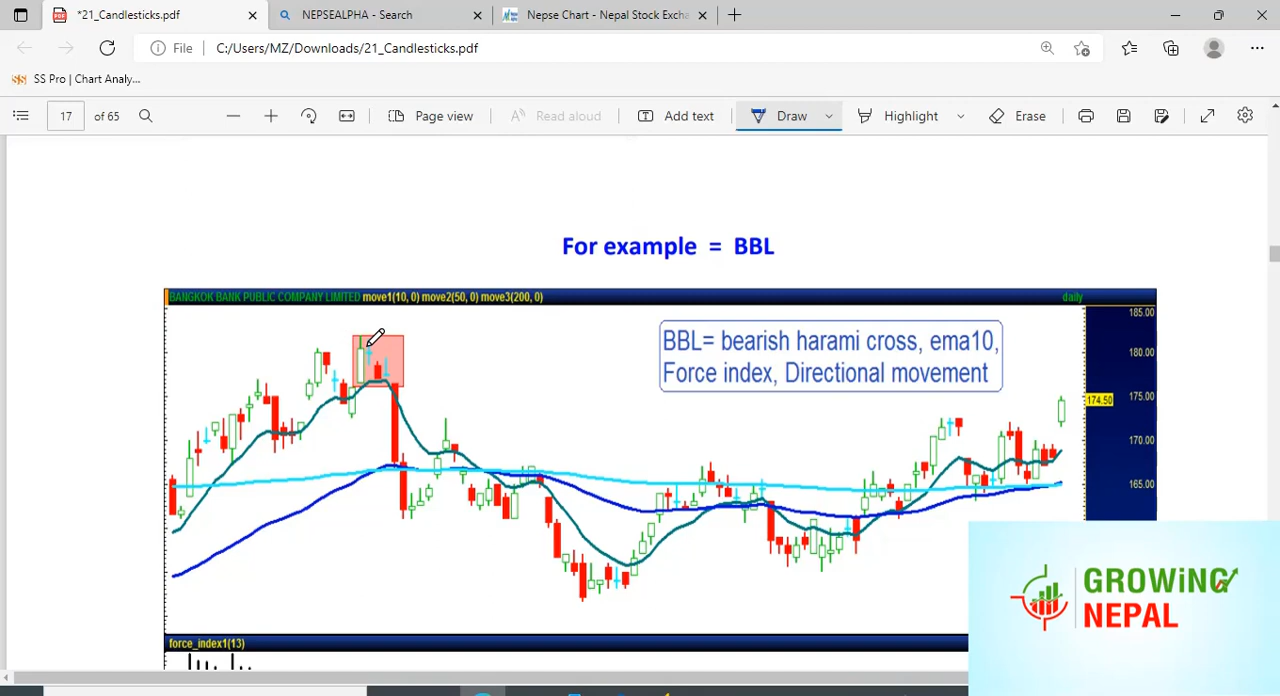 *21_Candlesticks.pdf
NEPSEALPHA - Search
Nepse Chart - Nepal Stock Excha
File
C:/Users/MZ/Downloads/21_Candlesticks.pdf
SS Pro | Chart Analy...
17 of 65
Page view
Read aloud
Add text
Draw
Highlight
Erase
For example = BBL
BANGKOK BANK PUBLIC COMPANY LIMITED move1(10, 0) move2(50, 0) move3(200, 0)
daily
185.00
BBL= bearish harami cross, ema10,
Force index, Directional movement
180.00
175.00
174.50
170.00
165.00
GROWiNG
NEPAL
force_index1(13)